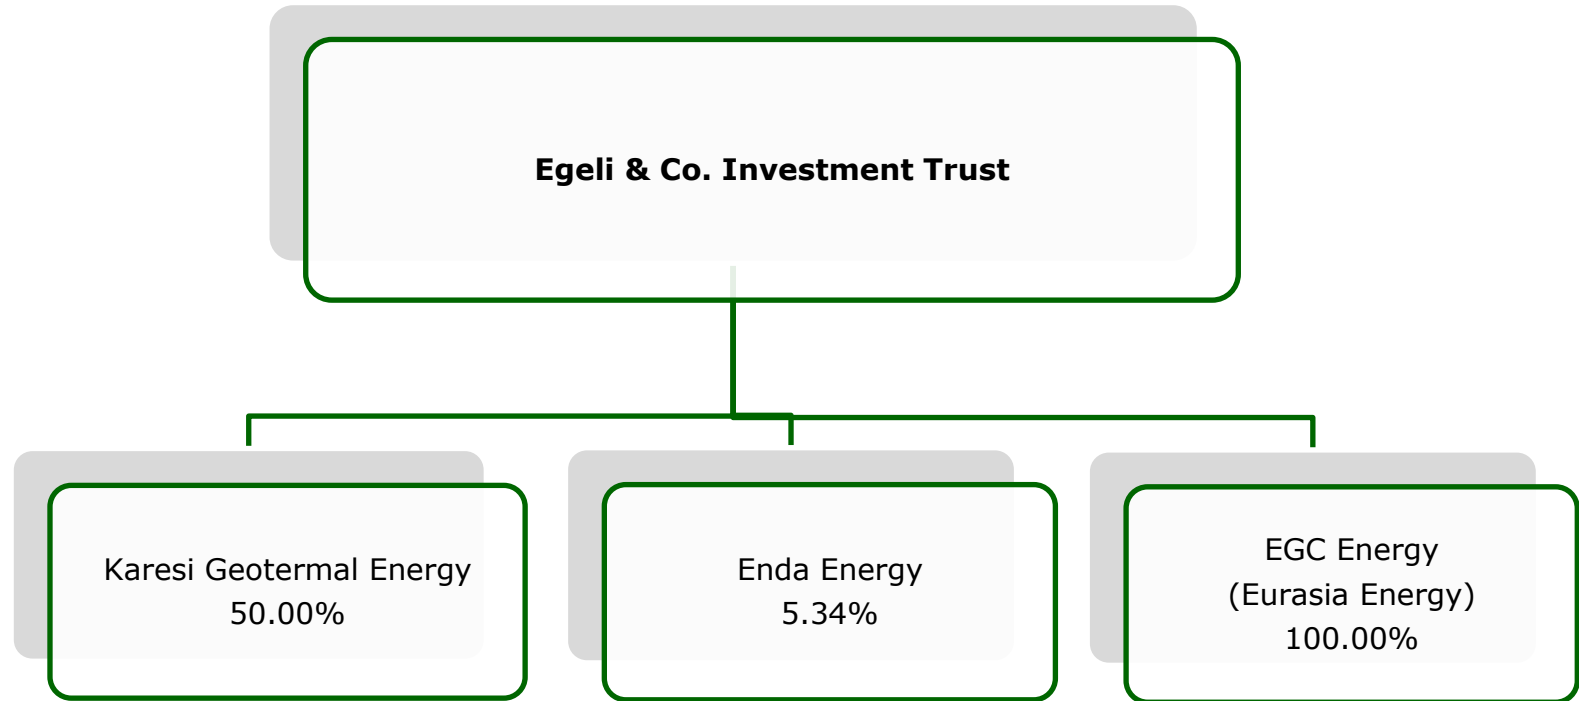 Egeli & Co. Investment Trust
Karesi Geotermal Energy
50.00%
Enda Energy
5.34%
EGC Energy
(Eurasia Energy)
100.00%